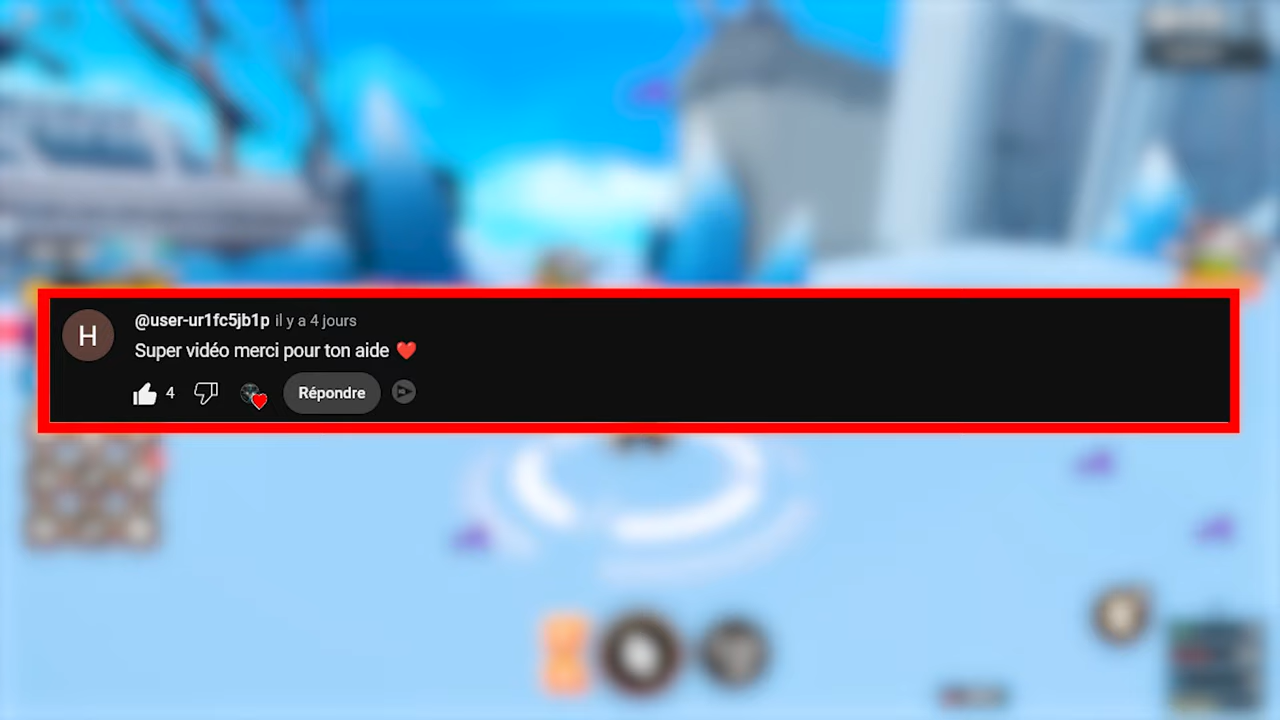 H
@user-ur1fc5jb1p il y a 4 jours
Super vidéo merci pour ton aide ❤️
4
Répondre